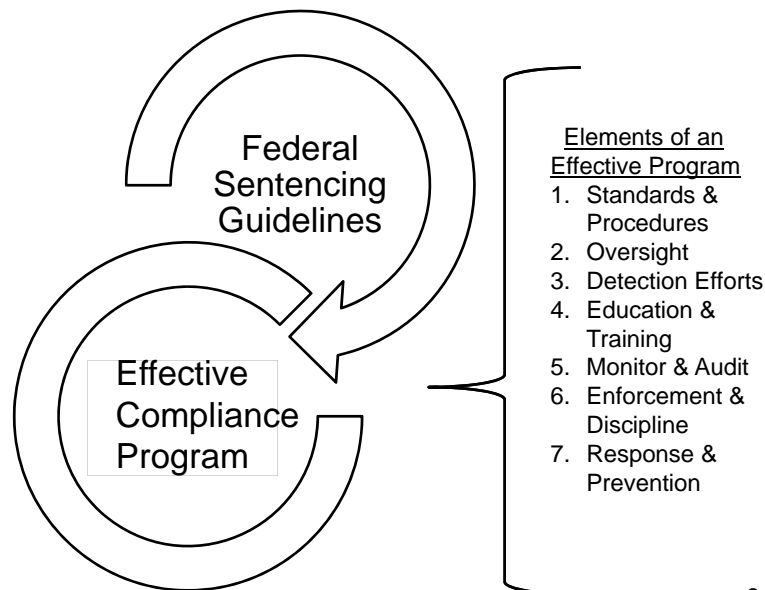 Federal
Sentencing
Guidelines
Effective
Compliance
Program
Elements of an
Effective Program
1. Standards &
Procedures
2. Oversight
3. Detection Efforts
4. Education &
Training
5. Monitor & Audit
6. Enforcement &
Discipline
7. Response &
Prevention